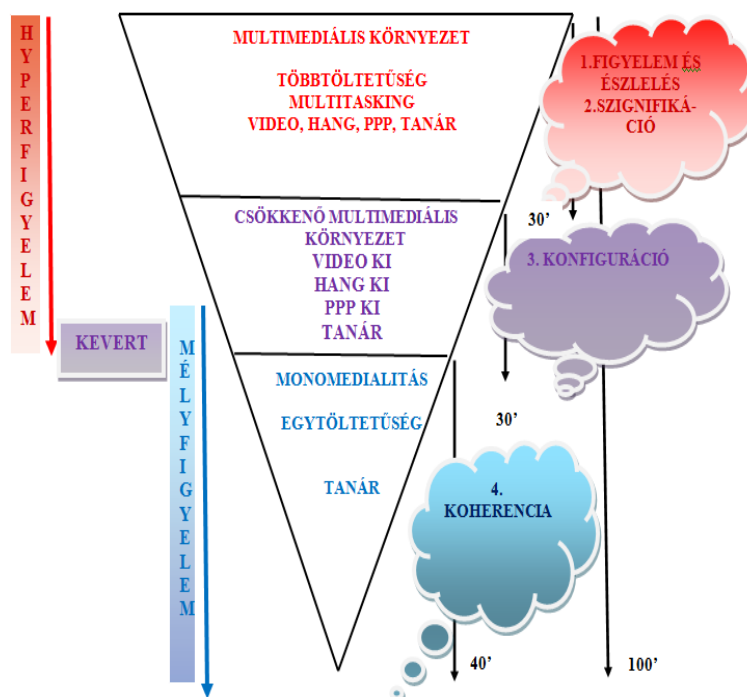 HYPERFIGYELEM
MULTIMEDIÁLIS KÖRNYEZET
TÖBBTÖLTETŰSÉG
MULTITASKING
VIDEO, HANG, PPP, TANÁR
1.FIGYELEM ÉS
ÉSZLELÉS
2.SZIGNIFIKÁ-
CIÓ
30’
CSÖKKENŐ MULTIMEDIÁLIS
KÖRNYEZET
VIDEO KI
HANG KI
PPP KI
TANÁR
3. KONFIGURÁCIÓ
KEVERT
MÉLYFIGYELEM
MONOMEDIALITÁS
EGYTÖLTETŰSÉG
TANÁR
30’
4.
KOHERENCIA
40’
100’